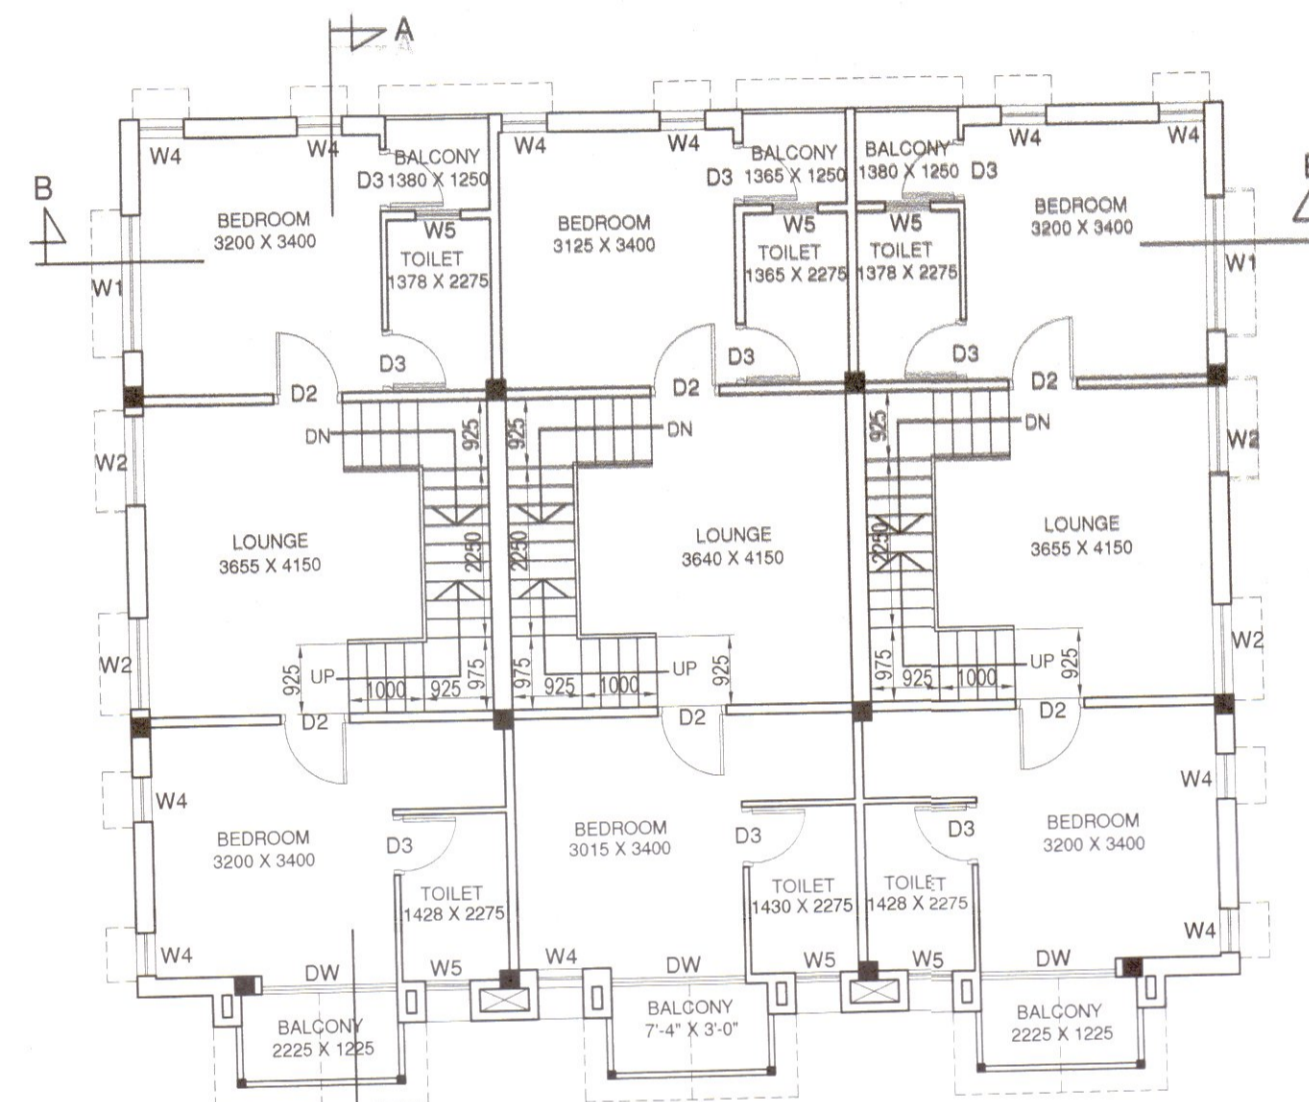 A
B
W4
W4
BALCONY
1380 X 1250
D3
W5
BEDROOM
3200 X 3400
TOILET
1378 X 2275
W1
D3
D2
W4
W4
BALCONY
1365 X 1250
D3
W5
BEDROOM
3125 X 3400
TOILET
1365 X 2275
D3
D2
BALCONY
1380 X 1250
D3
W4
W4
W5
BEDROOM
3200 X 3400
TOILET
1378 X 2275
W1
D3
D2
DN
925
925
DN
925
DN
W2
W2
LOUNGE
3655 X 4150
2250
2250
LOUNGE
3640 X 4150
2250
LOUNGE
3655 X 4150
W2
W2
925
UP
1000
925
975
975
925
1000
UP
925
975
925
1000
UP
925
D2
D2
D2
W4
W4
BEDROOM
3200 X 3400
D3
TOILET
1428 X 2275
BEDROOM
3015 X 3400
D3
TOILET
1430 X 2275
D3
TOILET
1428 X 2275
BEDROOM
3200 X 3400
W4
DW
W5
W4
DW
W5
W5
DW
W4
BALCONY
2225 X 1225
BALCONY
7'-4" X 3'-0"
BALCONY
2225 X 1225